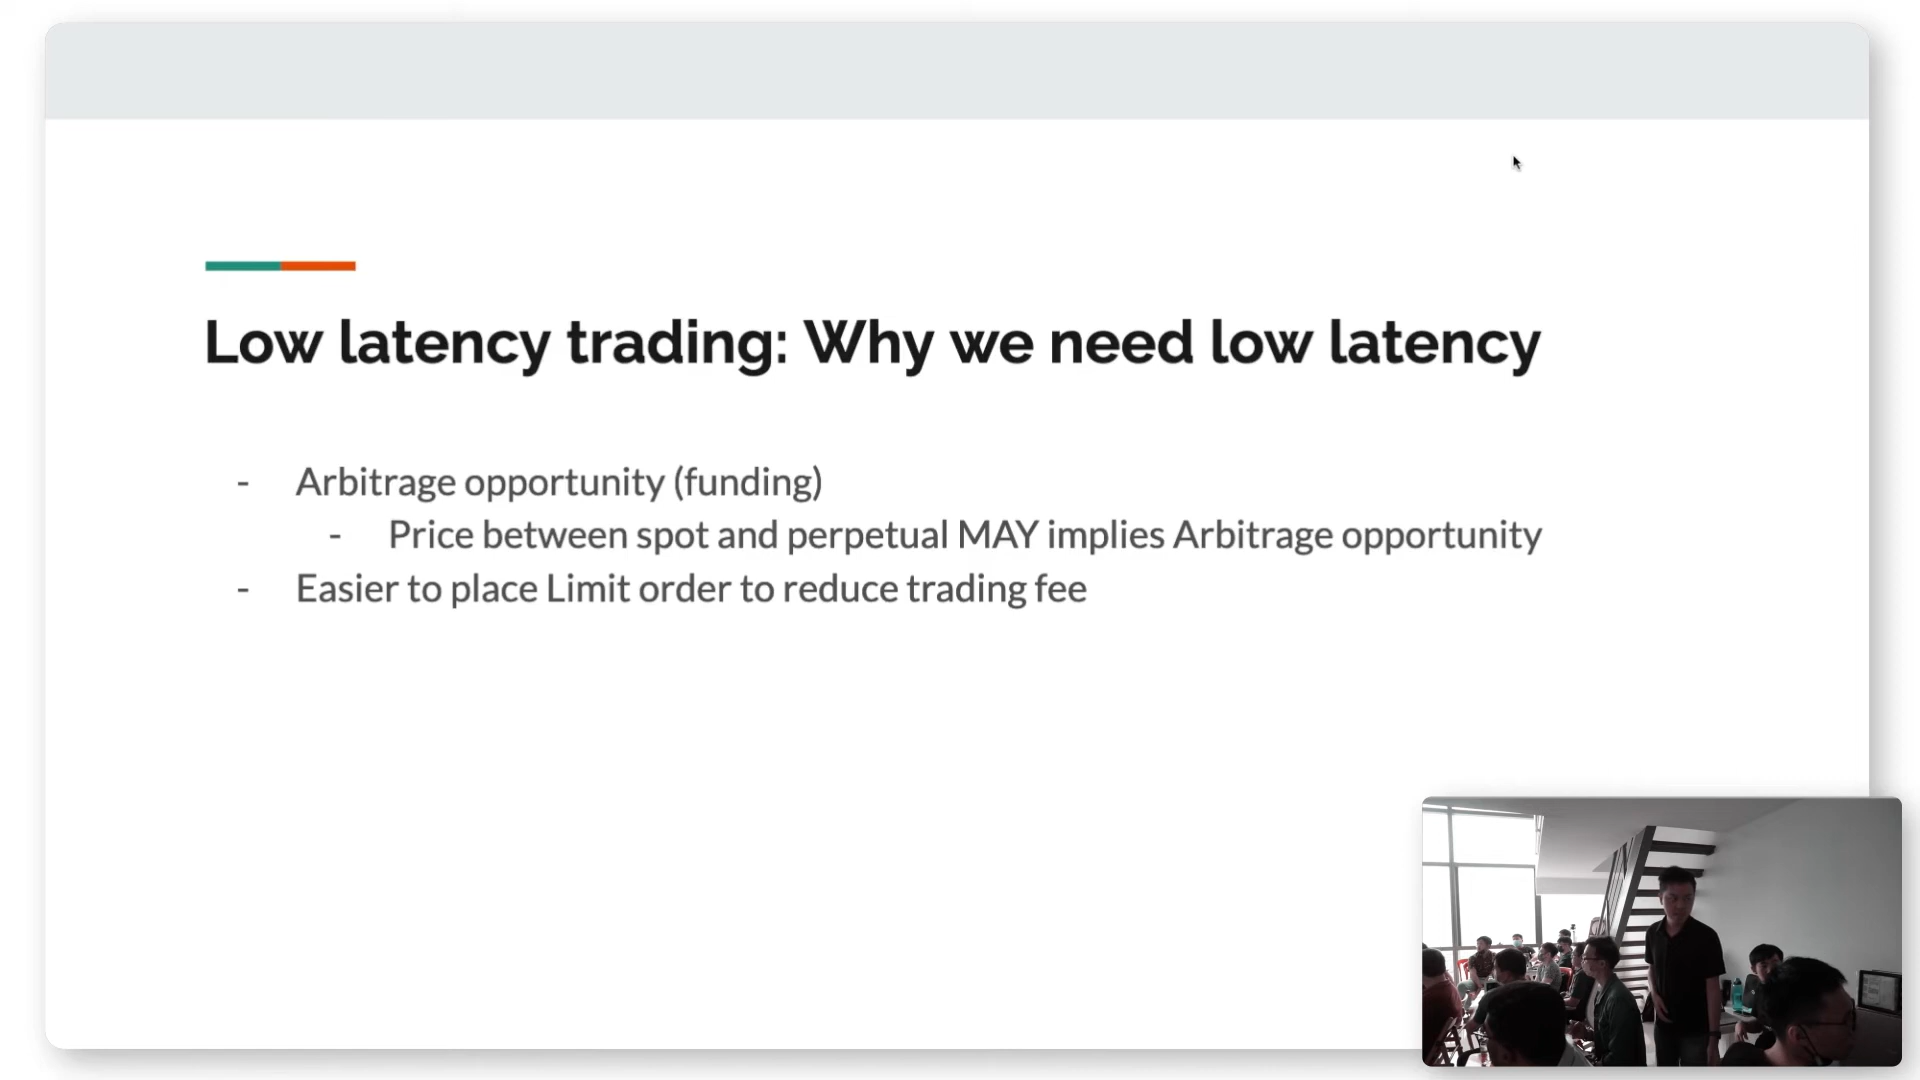 Low latency trading: Why we need low latency
- Arbitrage opportunity (funding)
- Price between spot and perpetual MAY implies Arbitrage opportunity
- Easier to place Limit order to reduce trading fee